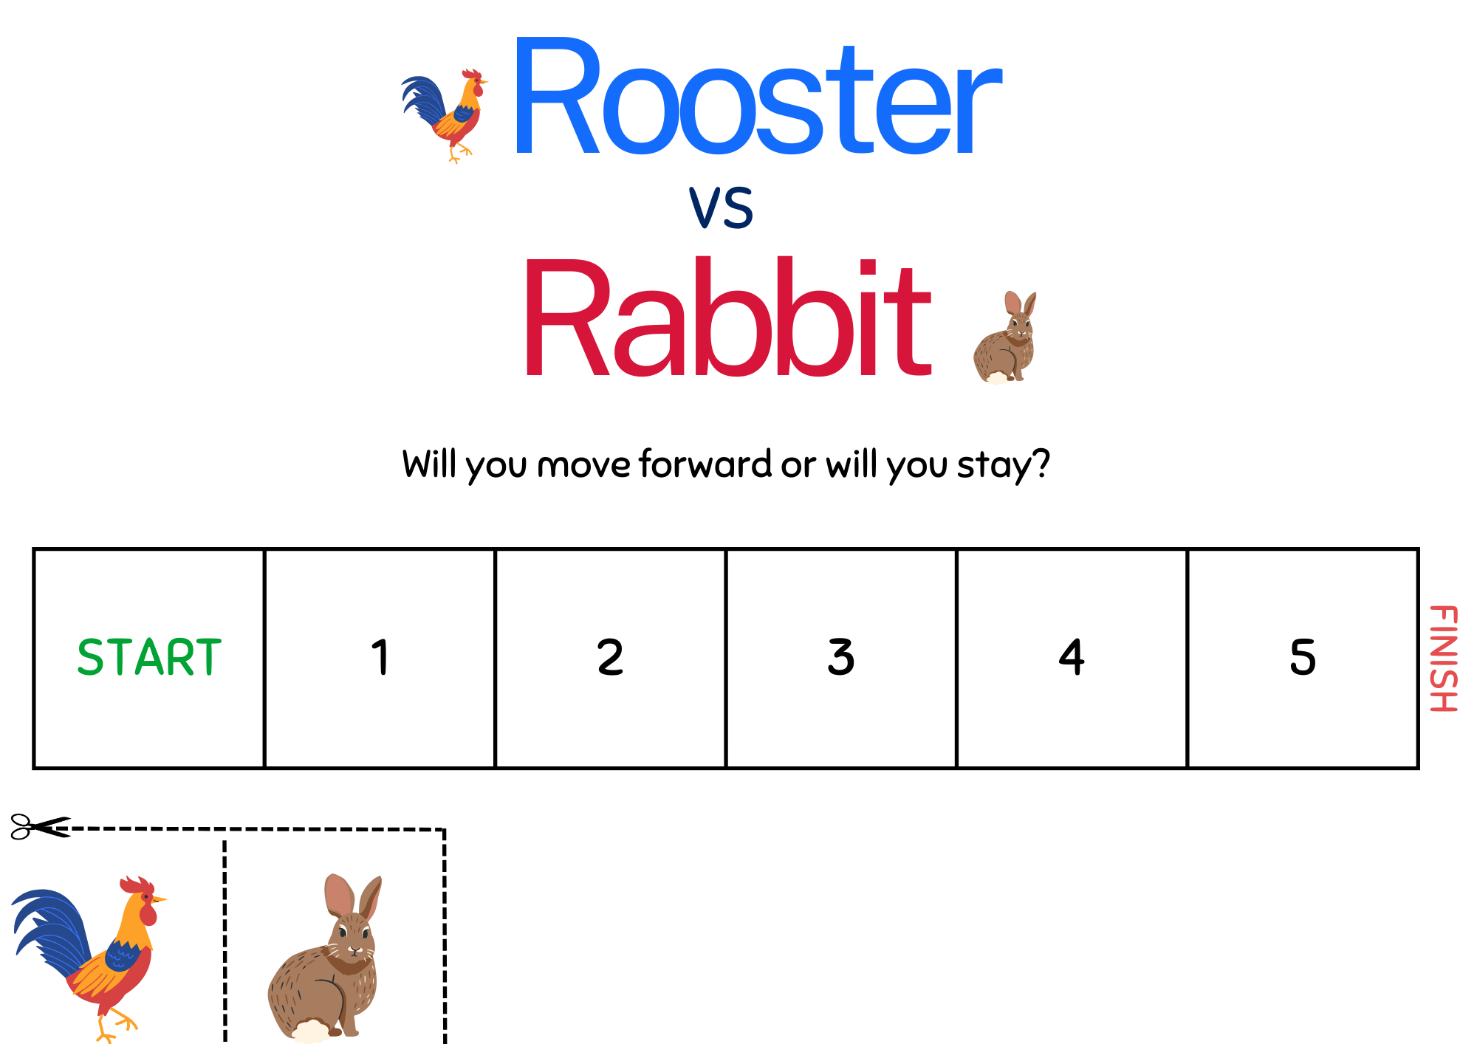 Rooster
VS
Rabbit
Will you move forward or will you stay?
START 1 2 3 4 5
FINISH